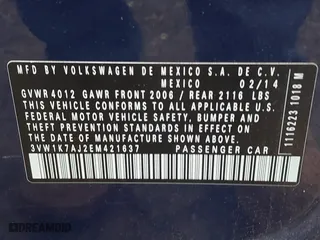 MFD BY VOLKSWAGEN DE MEXICO S.A. DE C.V.
MEXICO 02/14
GVWR 4012 GAWR FRONT 2006 / REAR 2116 LBS
THIS VEHICLE CONFORMS TO ALL APPLICABLE U.S.
FEDERAL MOTOR VEHICLE SAFETY, BUMPER AND
THEFT PREVENTION STANDARDS IN EFFECT ON
THE DATE OF MANUFACTURE SHOWN ABOVE.
3VW1K7AJ2EM421637 PASSENGER CAR
1116223 1018 M
DREAMBID